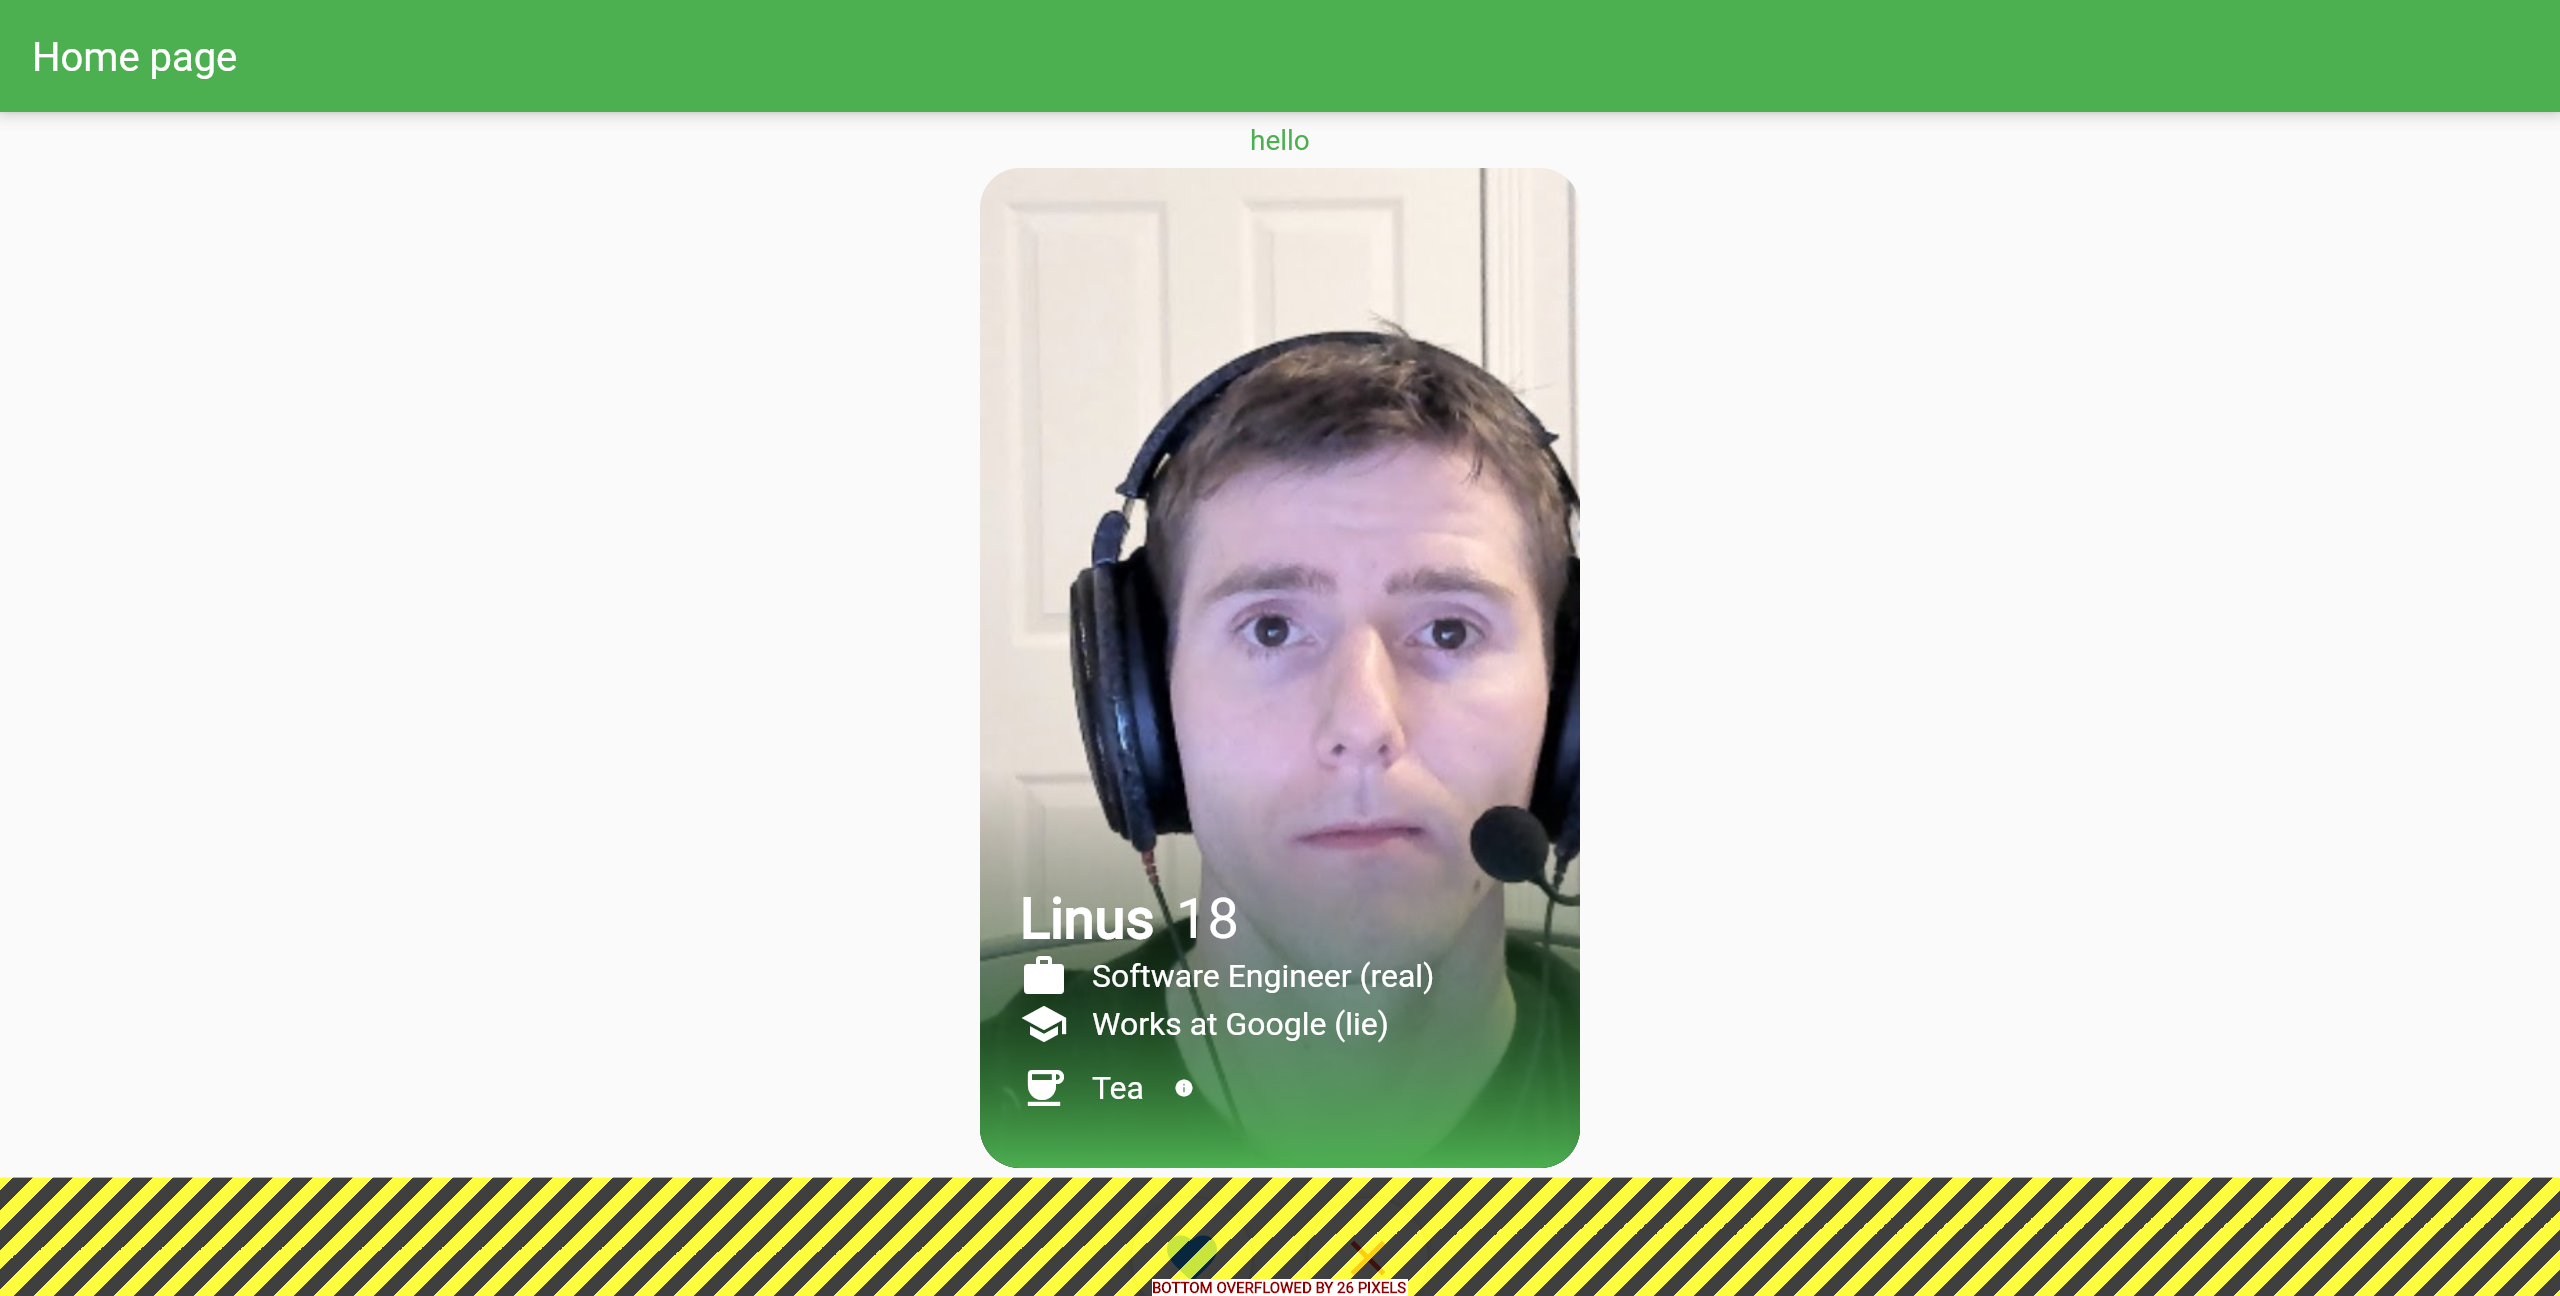 Home page
hello
Linus 18
Software Engineer (real)
Works at Google (lie)
Tea
BOTTOM OVERFLOWED BY 26 PIXELS